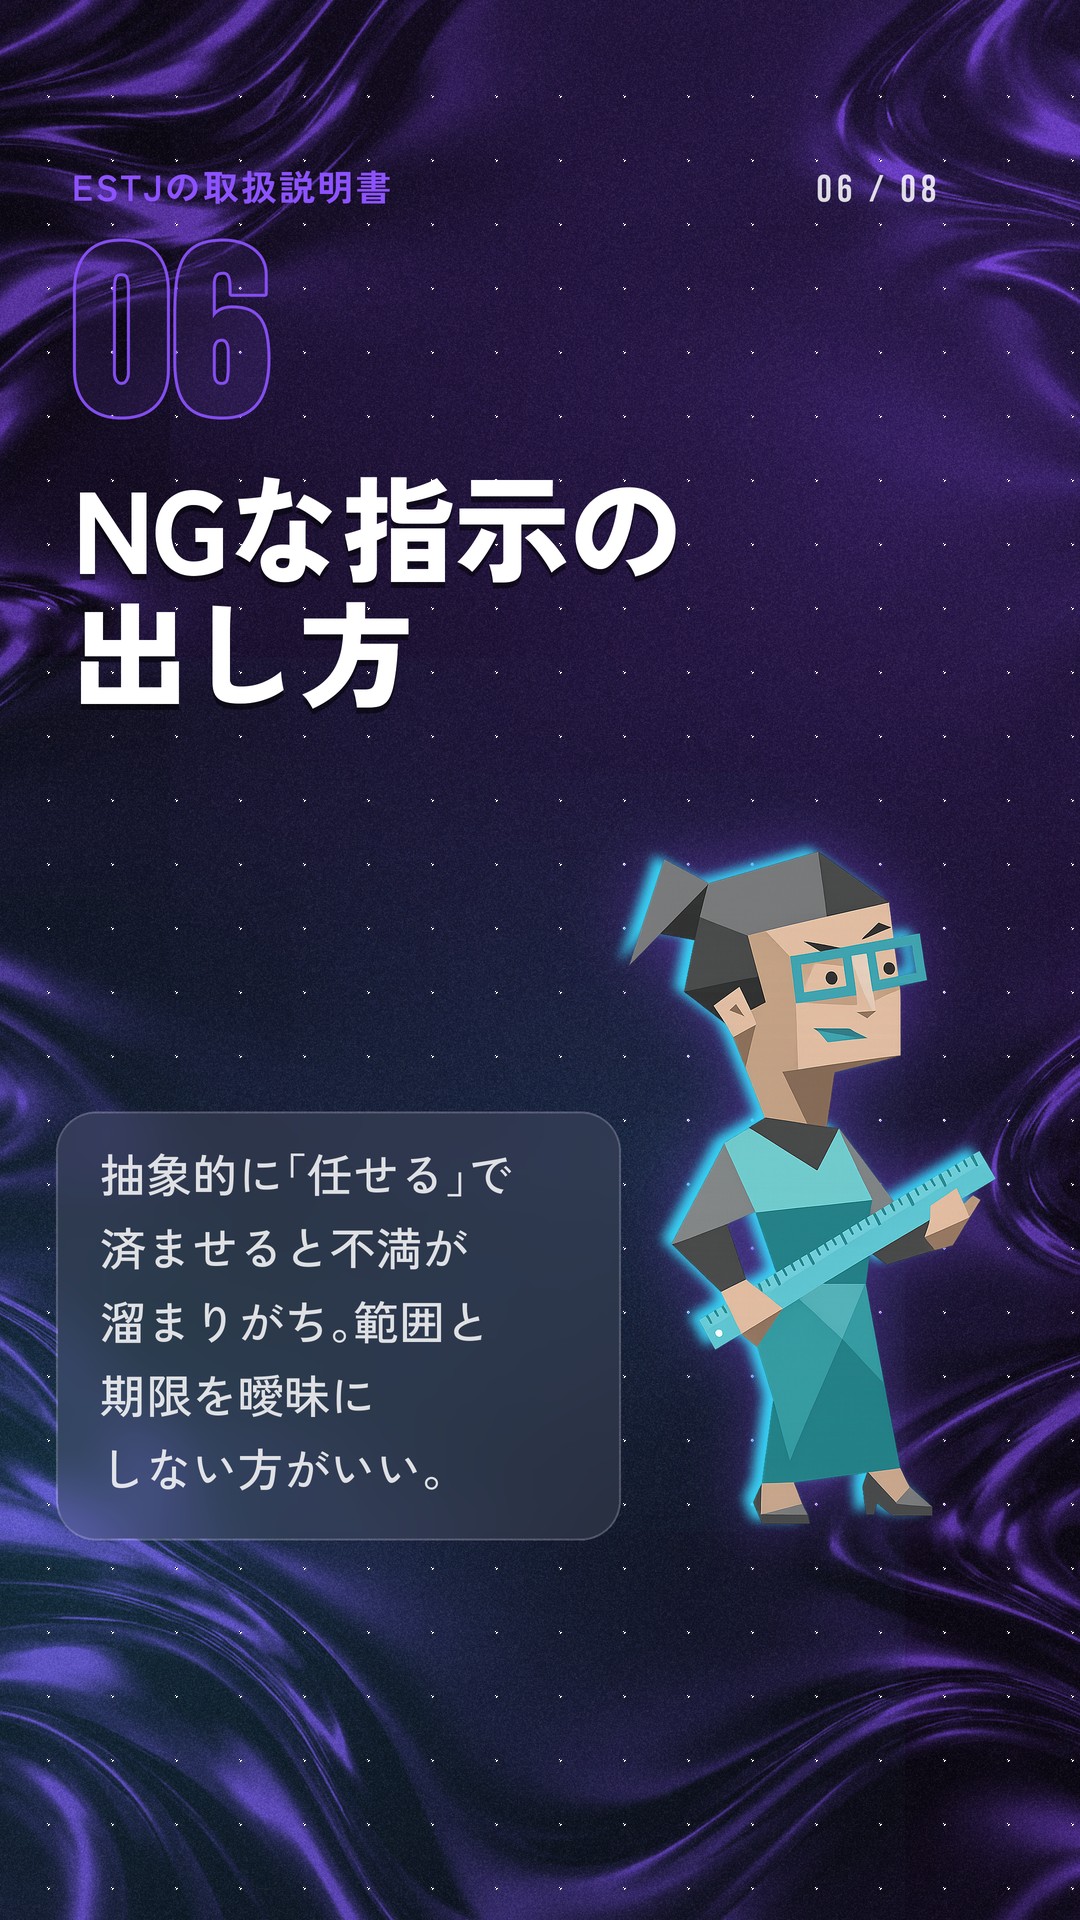 ESTJの取扱説明書
06 / 08
06
NGな指示の
出し方
抽象的に「任せる」で
済ませると不満が
溜まりがち。範囲と
期限を曖昧に
しない方がいい。